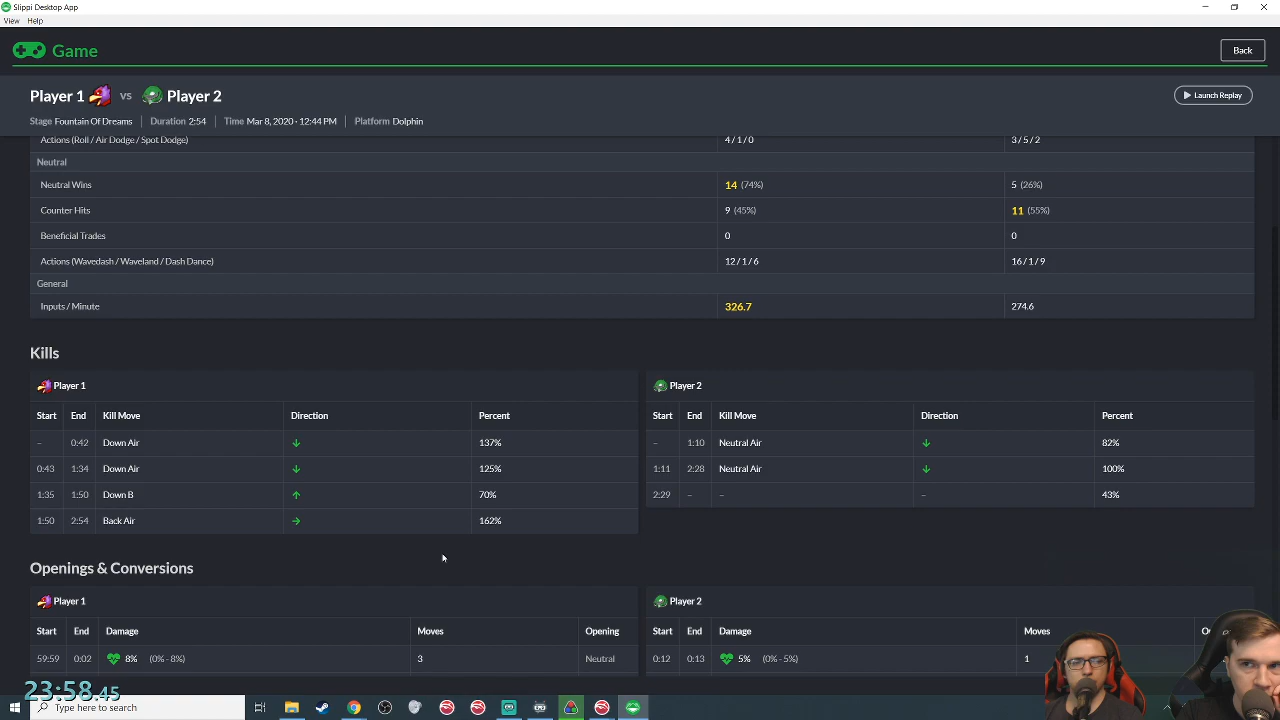 Slippi Desktop App
View Help
Game
Back
Player 1 vs Player 2
Launch Replay
Stage Fountain Of Dreams Duration 2:54 Time Mar 8, 2020 · 12:44 PM Platform Dolphin
Actions (Roll / Air Dodge / Spot Dodge) 4 / 1 / 0 3 / 5 / 2
Neutral
Neutral Wins 14 (74%) 5 (26%)
Counter Hits 9 (45%) 11 (55%)
Beneficial Trades 0 0
Actions (Wavedash / Waveland / Dash Dance) 12 / 1 / 6 16 / 1 / 9
General
Inputs / Minute 326.7 274.6
Kills
Player 1
Start End Kill Move Direction Percent
– 0:42 Down Air ↓ 137%
0:43 1:34 Down Air ↓ 125%
1:35 1:50 Down B ↑ 70%
1:50 2:54 Back Air → 162%
Player 2
Start End Kill Move Direction Percent
– 1:10 Neutral Air ↓ 82%
1:11 2:28 Neutral Air ↓ 100%
2:29 – – – 43%
Openings & Conversions
Player 1
Start End Damage Moves Opening
59:59 0:02 8% (0% - 8%) 3 Neutral
Player 2
Start End Damage Moves
0:12 0:13 5% (0% - 5%) 1
23:58.45
Type here to search